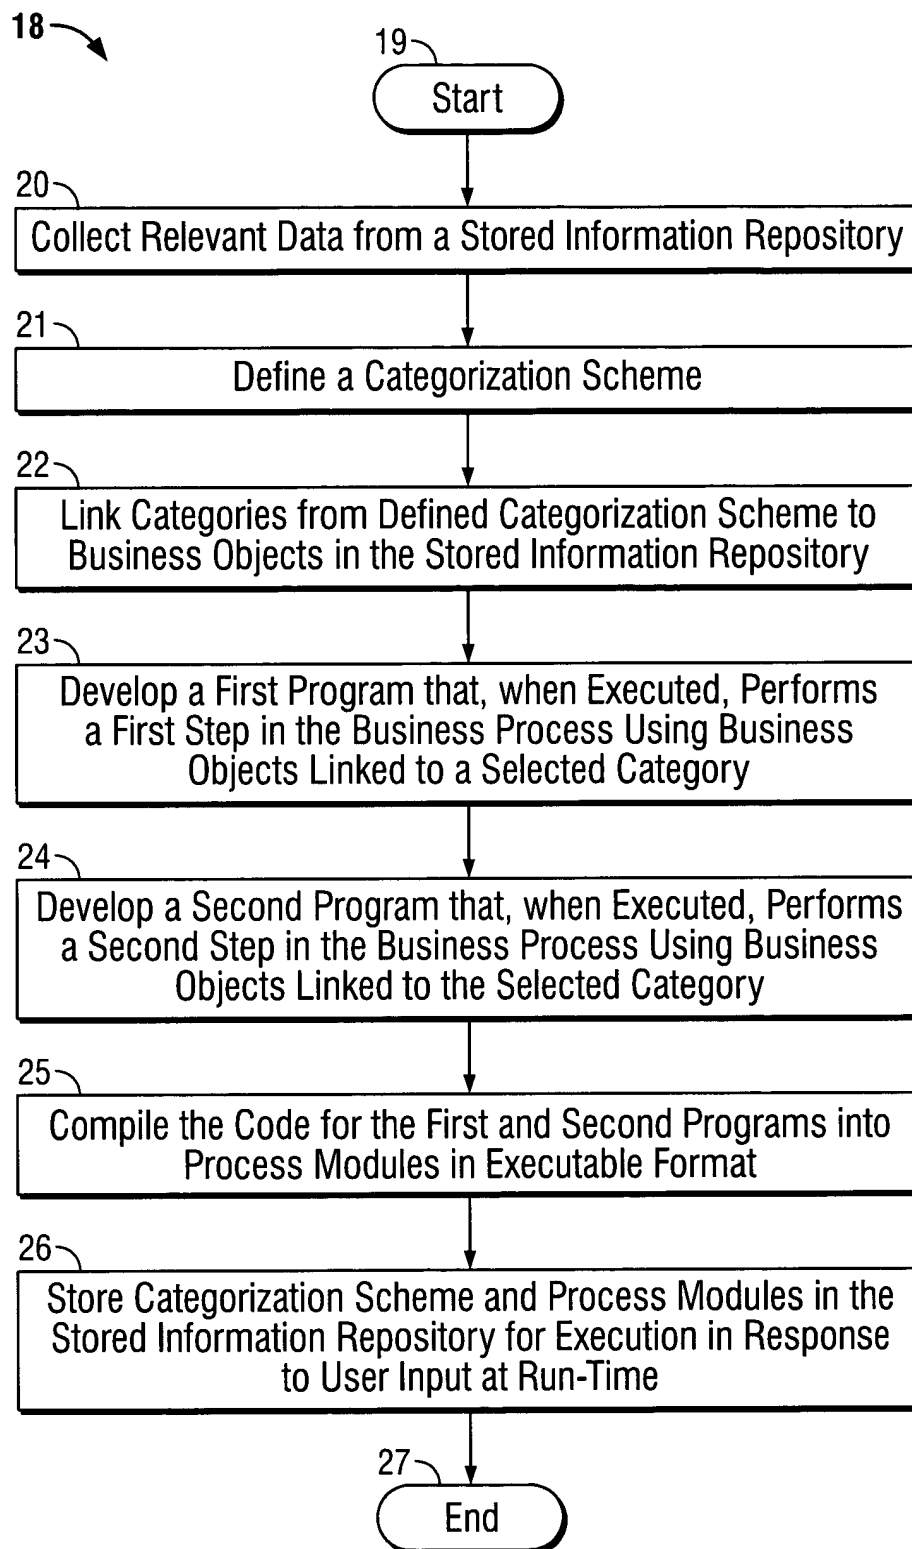 18
19
Start
20
Collect Relevant Data from a Stored Information Repository
21
Define a Categorization Scheme
22
Link Categories from Defined Categorization Scheme to
Business Objects in the Stored Information Repository
23
Develop a First Program that, when Executed, Performs
a First Step in the Business Process Using Business
Objects Linked to a Selected Category
24
Develop a Second Program that, when Executed, Performs
a Second Step in the Business Process Using Business
Objects Linked to the Selected Category
25
Compile the Code for the First and Second Programs into
Process Modules in Executable Format
26
Store Categorization Scheme and Process Modules in the
Stored Information Repository for Execution in Response
to User Input at Run-Time
27
End